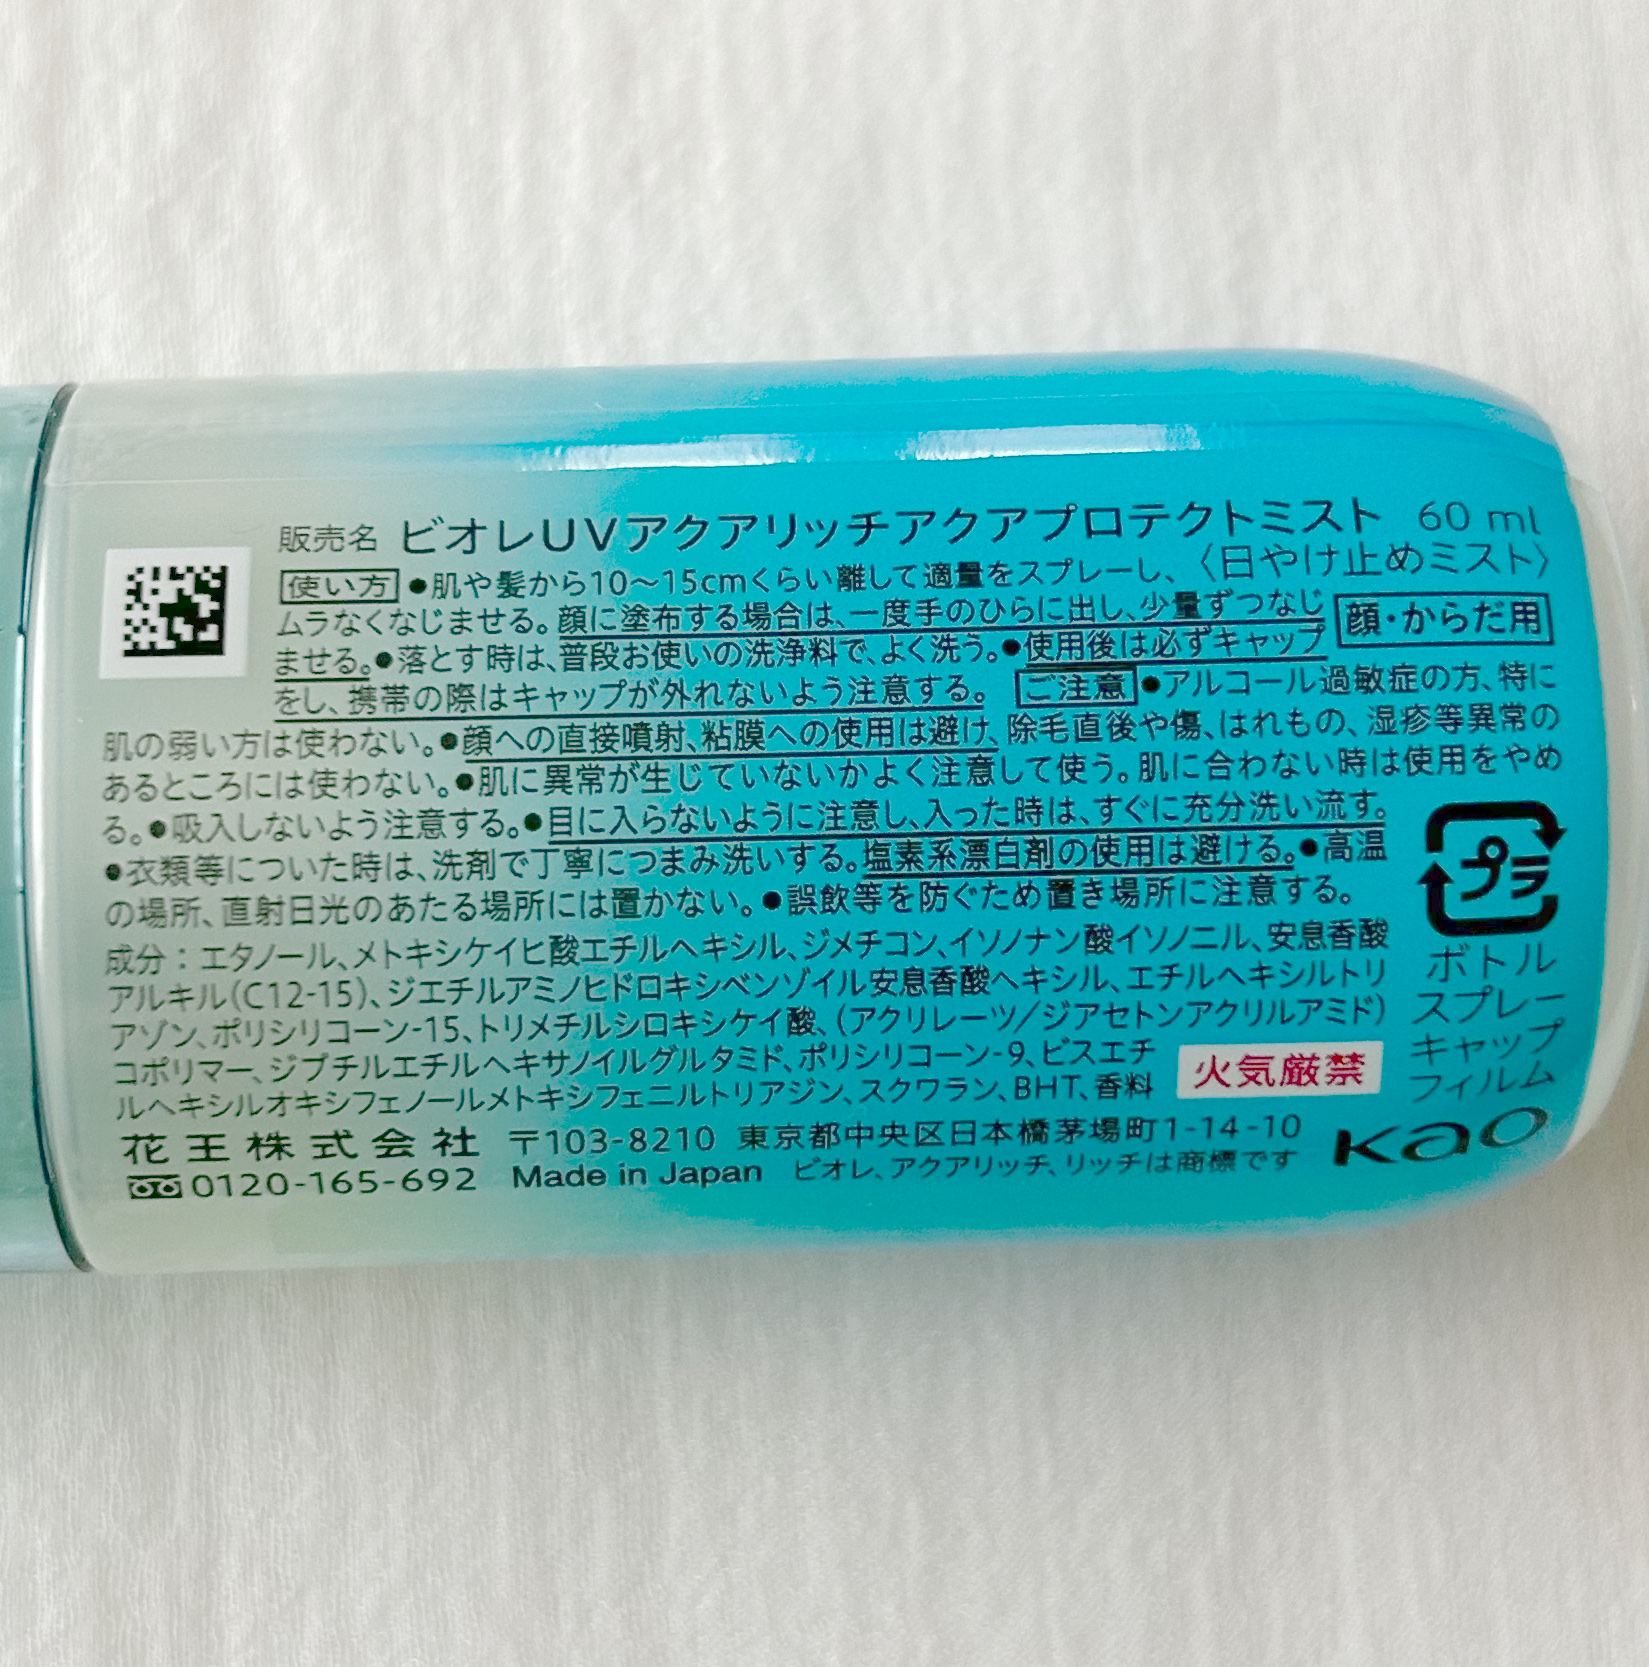 販売名 ビオレUVアクアリッチアクアプロテクトミスト 60 ml
〈日やけ止めミスト〉
使い方 ●肌や髪から10〜15cmくらい離して適量をスプレーし、
ムラなくなじませる。顔に塗布する場合は、一度手のひらに出し、少量ずつなじ
ませる。●落とす時は、普段お使いの洗浄料で、よく洗う。●使用後は必ずキャップ
をし、携帯の際はキャップが外れないよう注意する。 ご注意 ●アルコール過敏症の方、特に
顔・からだ用
肌の弱い方は使わない。●顔への直接噴射、粘膜への使用は避け、除毛直後や傷、はれもの、湿疹等異常の
あるところには使わない。●肌に異常が生じていないかよく注意して使う。肌に合わない時は使用をやめ
る。●吸入しないよう注意する。●目に入らないように注意し、入った時は、すぐに充分洗い流す。
●衣類等についた時は、洗剤で丁寧につまみ洗いする。塩素系漂白剤の使用は避ける。●高温
の場所、直射日光のあたる場所には置かない。●誤飲等を防ぐため置き場所に注意する。
成分：エタノール、メトキシケイヒ酸エチルヘキシル、ジメチコン、イソノナン酸イソノニル、安息香酸
アルキル(C12-15)、ジエチルアミノヒドロキシベンゾイル安息香酸ヘキシル、エチルヘキシルトリ
アゾン、ポリシリコーン-15、トリメチルシロキシケイ酸、(アクリレーツ/ジアセトンアクリルアミド)
コポリマー、ジブチルエチルヘキサノイルグルタミド、ポリシリコーン-9、ビスエチ
ルヘキシルオキシフェノールメトキシフェニルトリアジン、スクワラン、BHT、香料
火気厳禁
プラ
ボトル
スプレー
キャップ
フィルム
花王株式会社 〒103-8210 東京都中央区日本橋茅場町1-14-10
0120-165-692 Made in Japan ビオレ、アクアリッチ、リッチは商標です
Kao